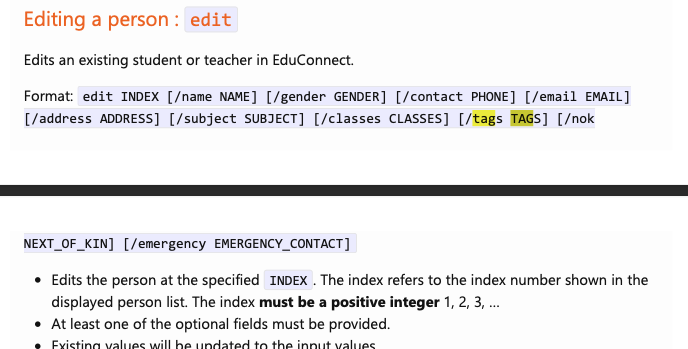 Editing a person : edit
Edits an existing student or teacher in EduConnect.
Format: edit INDEX [/name NAME] [/gender GENDER] [/contact PHONE] [/email EMAIL]
[/address ADDRESS] [/subject SUBJECT] [/classes CLASSES] [/tags TAGS] [/nok
NEXT_OF_KIN] [/emergency EMERGENCY_CONTACT]
• Edits the person at the specified INDEX. The index refers to the index number shown in the
displayed person list. The index must be a positive integer 1, 2, 3, ...
• At least one of the optional fields must be provided.
• Existing values will be updated to the input values